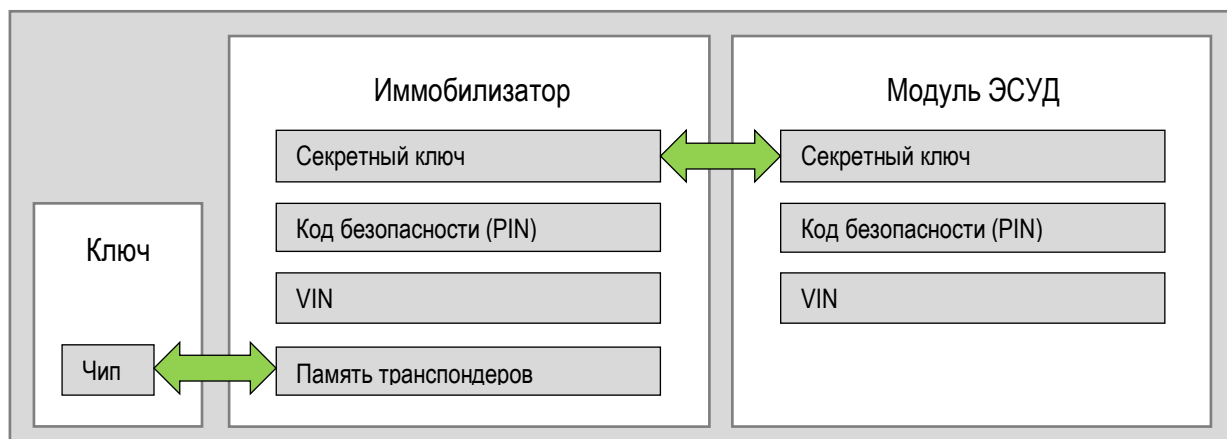 Иммобилизатор
Модуль ЭСУД
Секретный ключ
Секретный ключ
Код безопасности (PIN)
Код безопасности (PIN)
Ключ
VIN
VIN
Чип
Память транспондеров